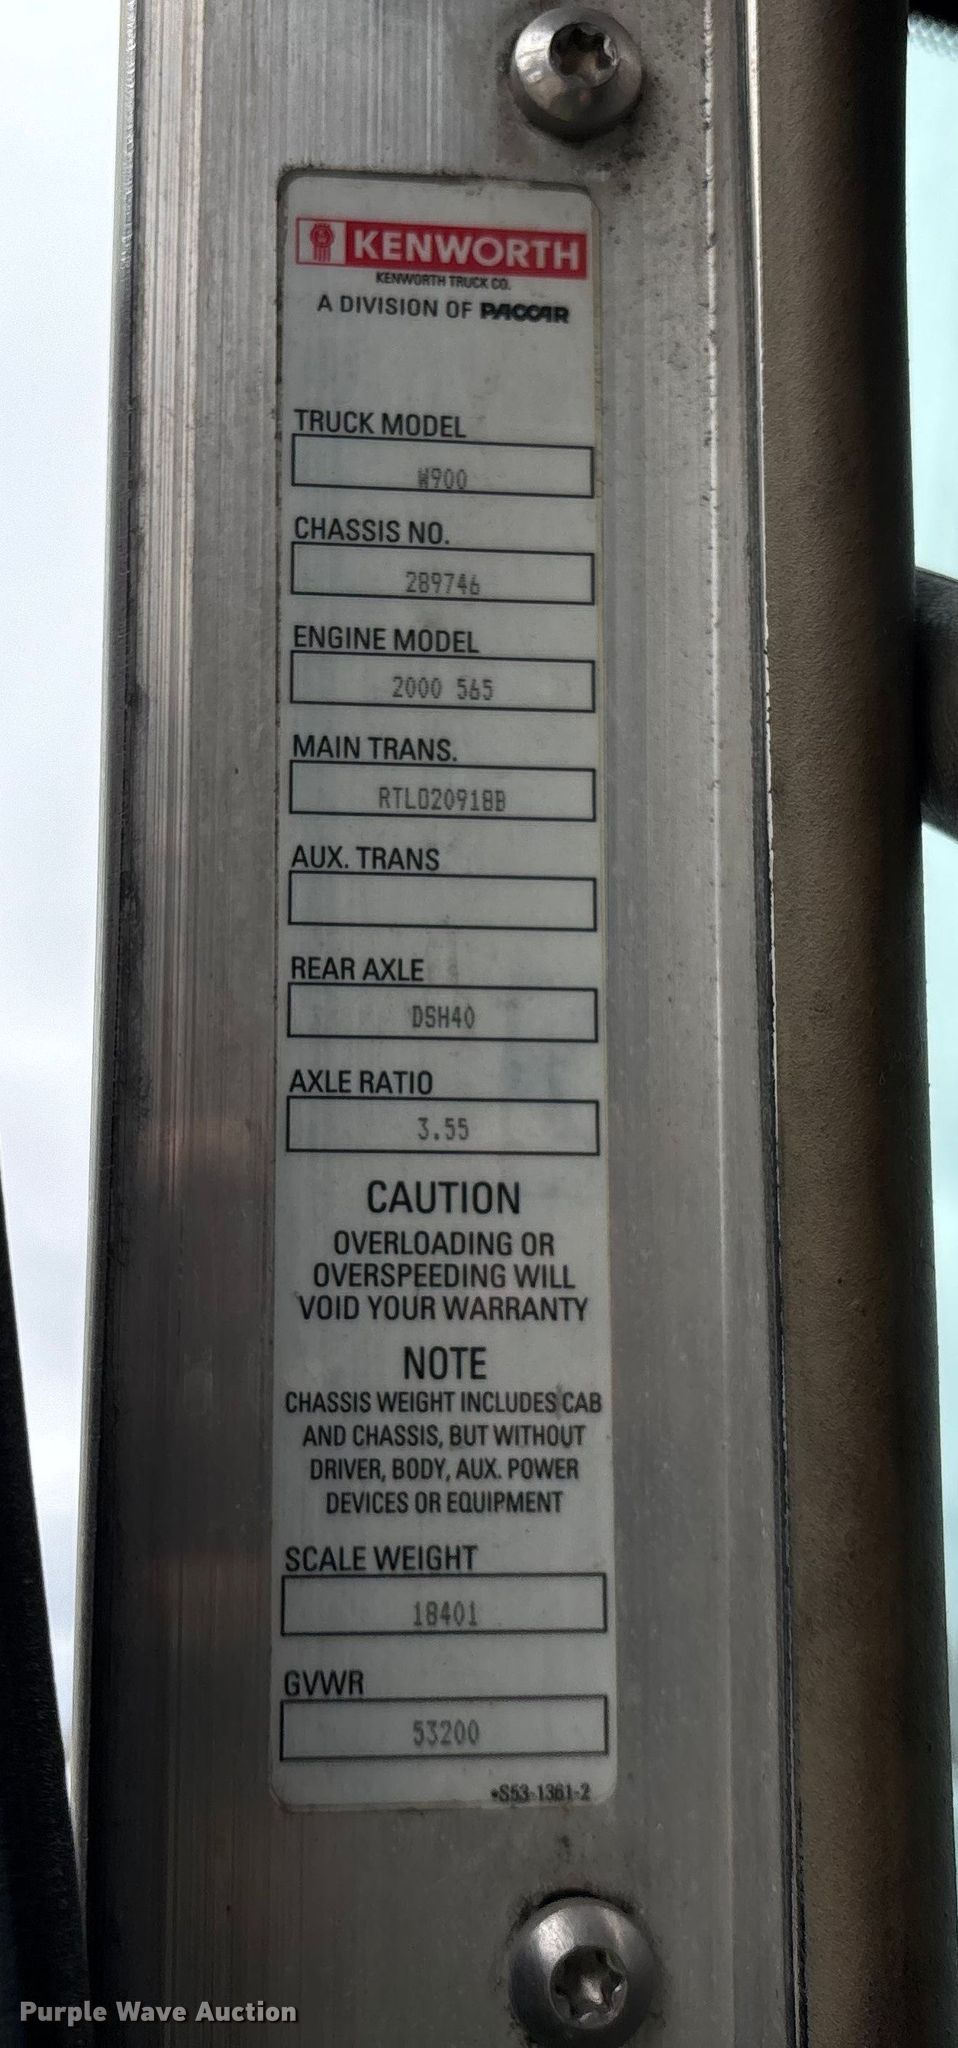 KENWORTH
KENWORTH TRUCK CO.
A DIVISION OF PACCAR
TRUCK MODEL
W900
CHASSIS NO.
289746
ENGINE MODEL
2000 565
MAIN TRANS.
RTLO20918B
AUX. TRANS
REAR AXLE
DSH40
AXLE RATIO
3.55
CAUTION
OVERLOADING OR
OVERSPEEDING WILL
VOID YOUR WARRANTY
NOTE
CHASSIS WEIGHT INCLUDES CAB
AND CHASSIS, BUT WITHOUT
DRIVER, BODY, AUX. POWER
DEVICES OR EQUIPMENT
SCALE WEIGHT
18401
GVWR
53200
•S53-1361-2
Purple Wave Auction